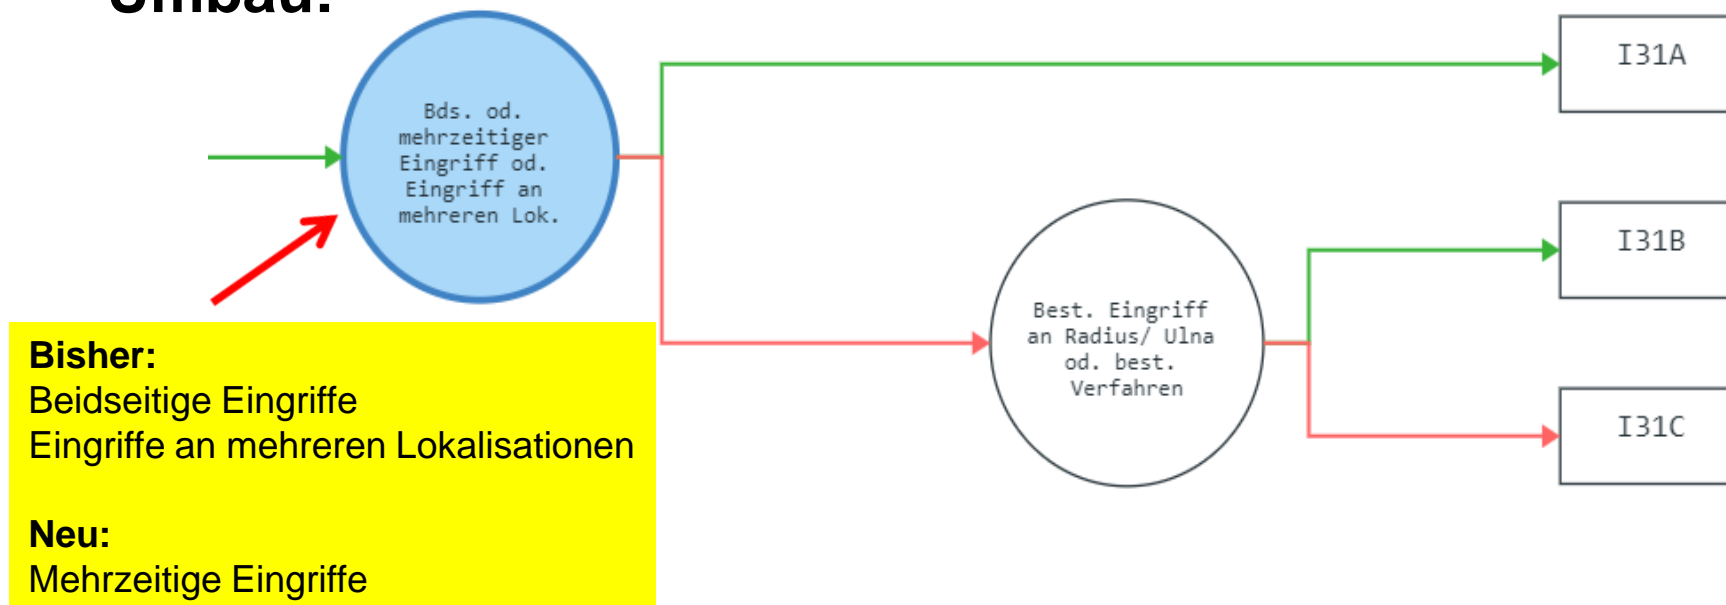 Umbau:
Bds. od.
mehrzeitiger
Eingriff od.
Eingriff an
mehreren Lok.
I31A
I31B
Best. Eingriff
an Radius/ Ulna
od. best.
Verfahren
I31C
Bisher:
Beidseitige Eingriffe
Eingriffe an mehreren Lokalisationen
Neu:
Mehrzeitige Eingriffe